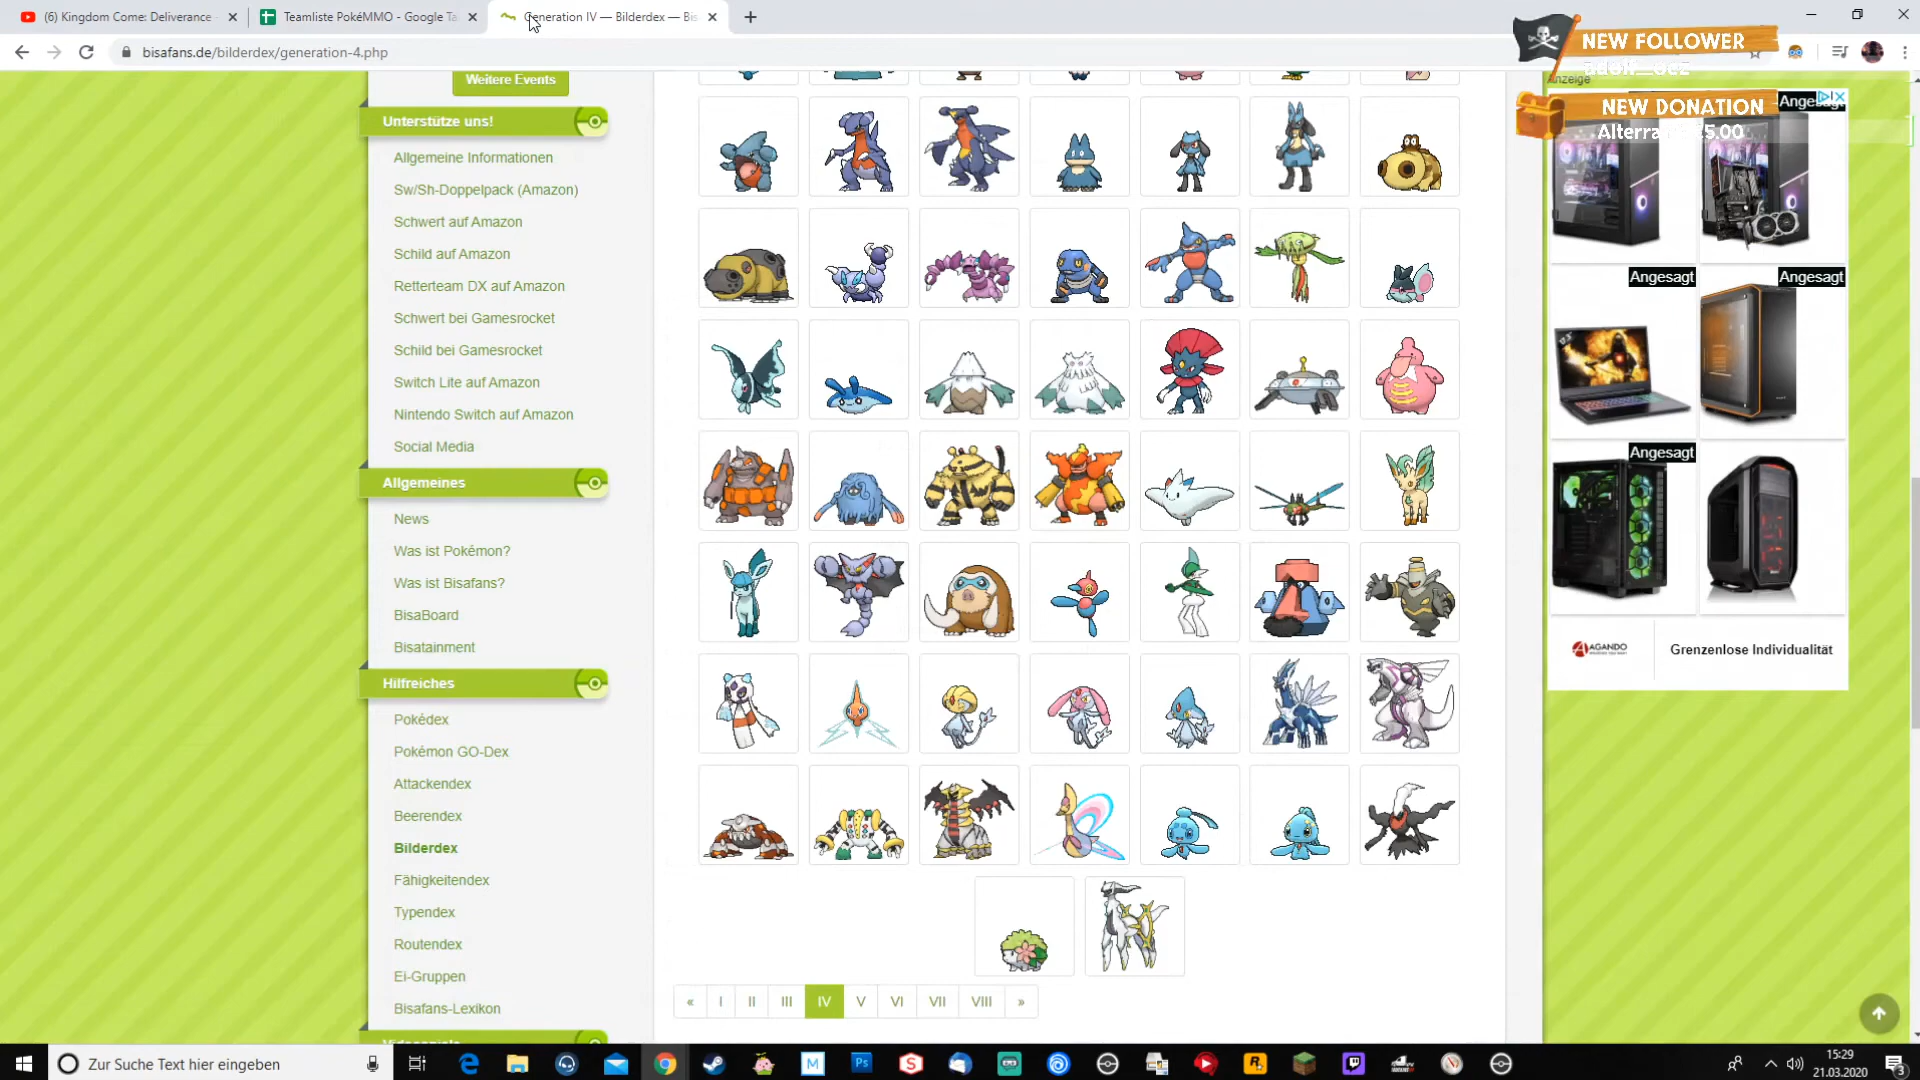 (6) Kingdom Come: Deliverance
Teamliste PokéMMO - Google Ta
Generation IV — Bilderdex — Bis
bisafans.de/bilderdex/generation-4.php
NEW FOLLOWER
Anzeige
NEW DONATION
Weitere Events
Unterstütze uns!
Allgemeine Informationen
Sw/Sh-Doppelpack (Amazon)
Schwert auf Amazon
Schild auf Amazon
Retterteam DX auf Amazon
Schwert bei Gamesrocket
Schild bei Gamesrocket
Switch Lite auf Amazon
Nintendo Switch auf Amazon
Social Media
Allgemeines
News
Was ist Pokémon?
Was ist Bisafans?
BisaBoard
Bisatainment
Hilfreiches
Pokédex
Pokémon GO-Dex
Attackendex
Beerendex
Bilderdex
Fähigkeitendex
Typendex
Routendex
Ei-Gruppen
Bisafans-Lexikon
Videospiele
« I II III IV V VI VII VIII »
Angesagt Angesagt
Angesagt
AGANDO
Grenzenlose Individualität
Zur Suche Text hier eingeben
15:29
21.03.2020
3